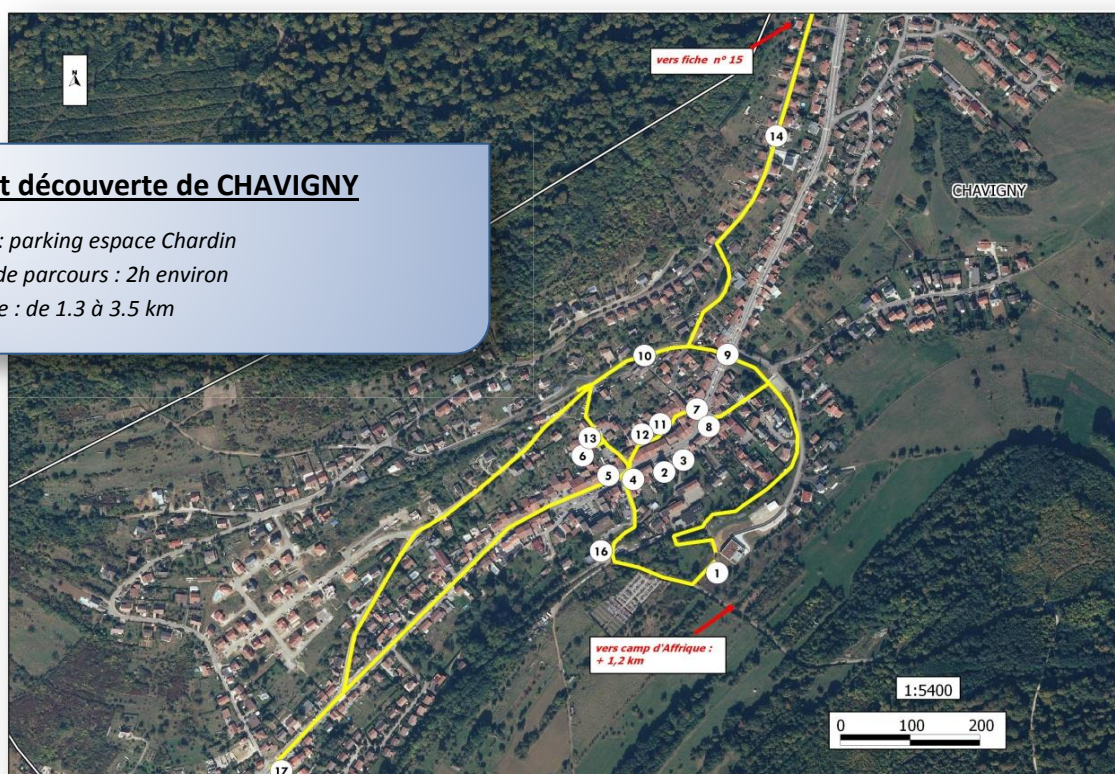 vers fiche n° 15
14
CHAVIGNY
t découverte de CHAVIGNY
: parking espace Chardin
de parcours : 2h environ
e : de 1.3 à 3.5 km
10
9
7
11
8
12
13
6
3
2
5
4
16
1
vers camp d'Affrique :
+ 1,2 km
1:5400
0 100 200
17